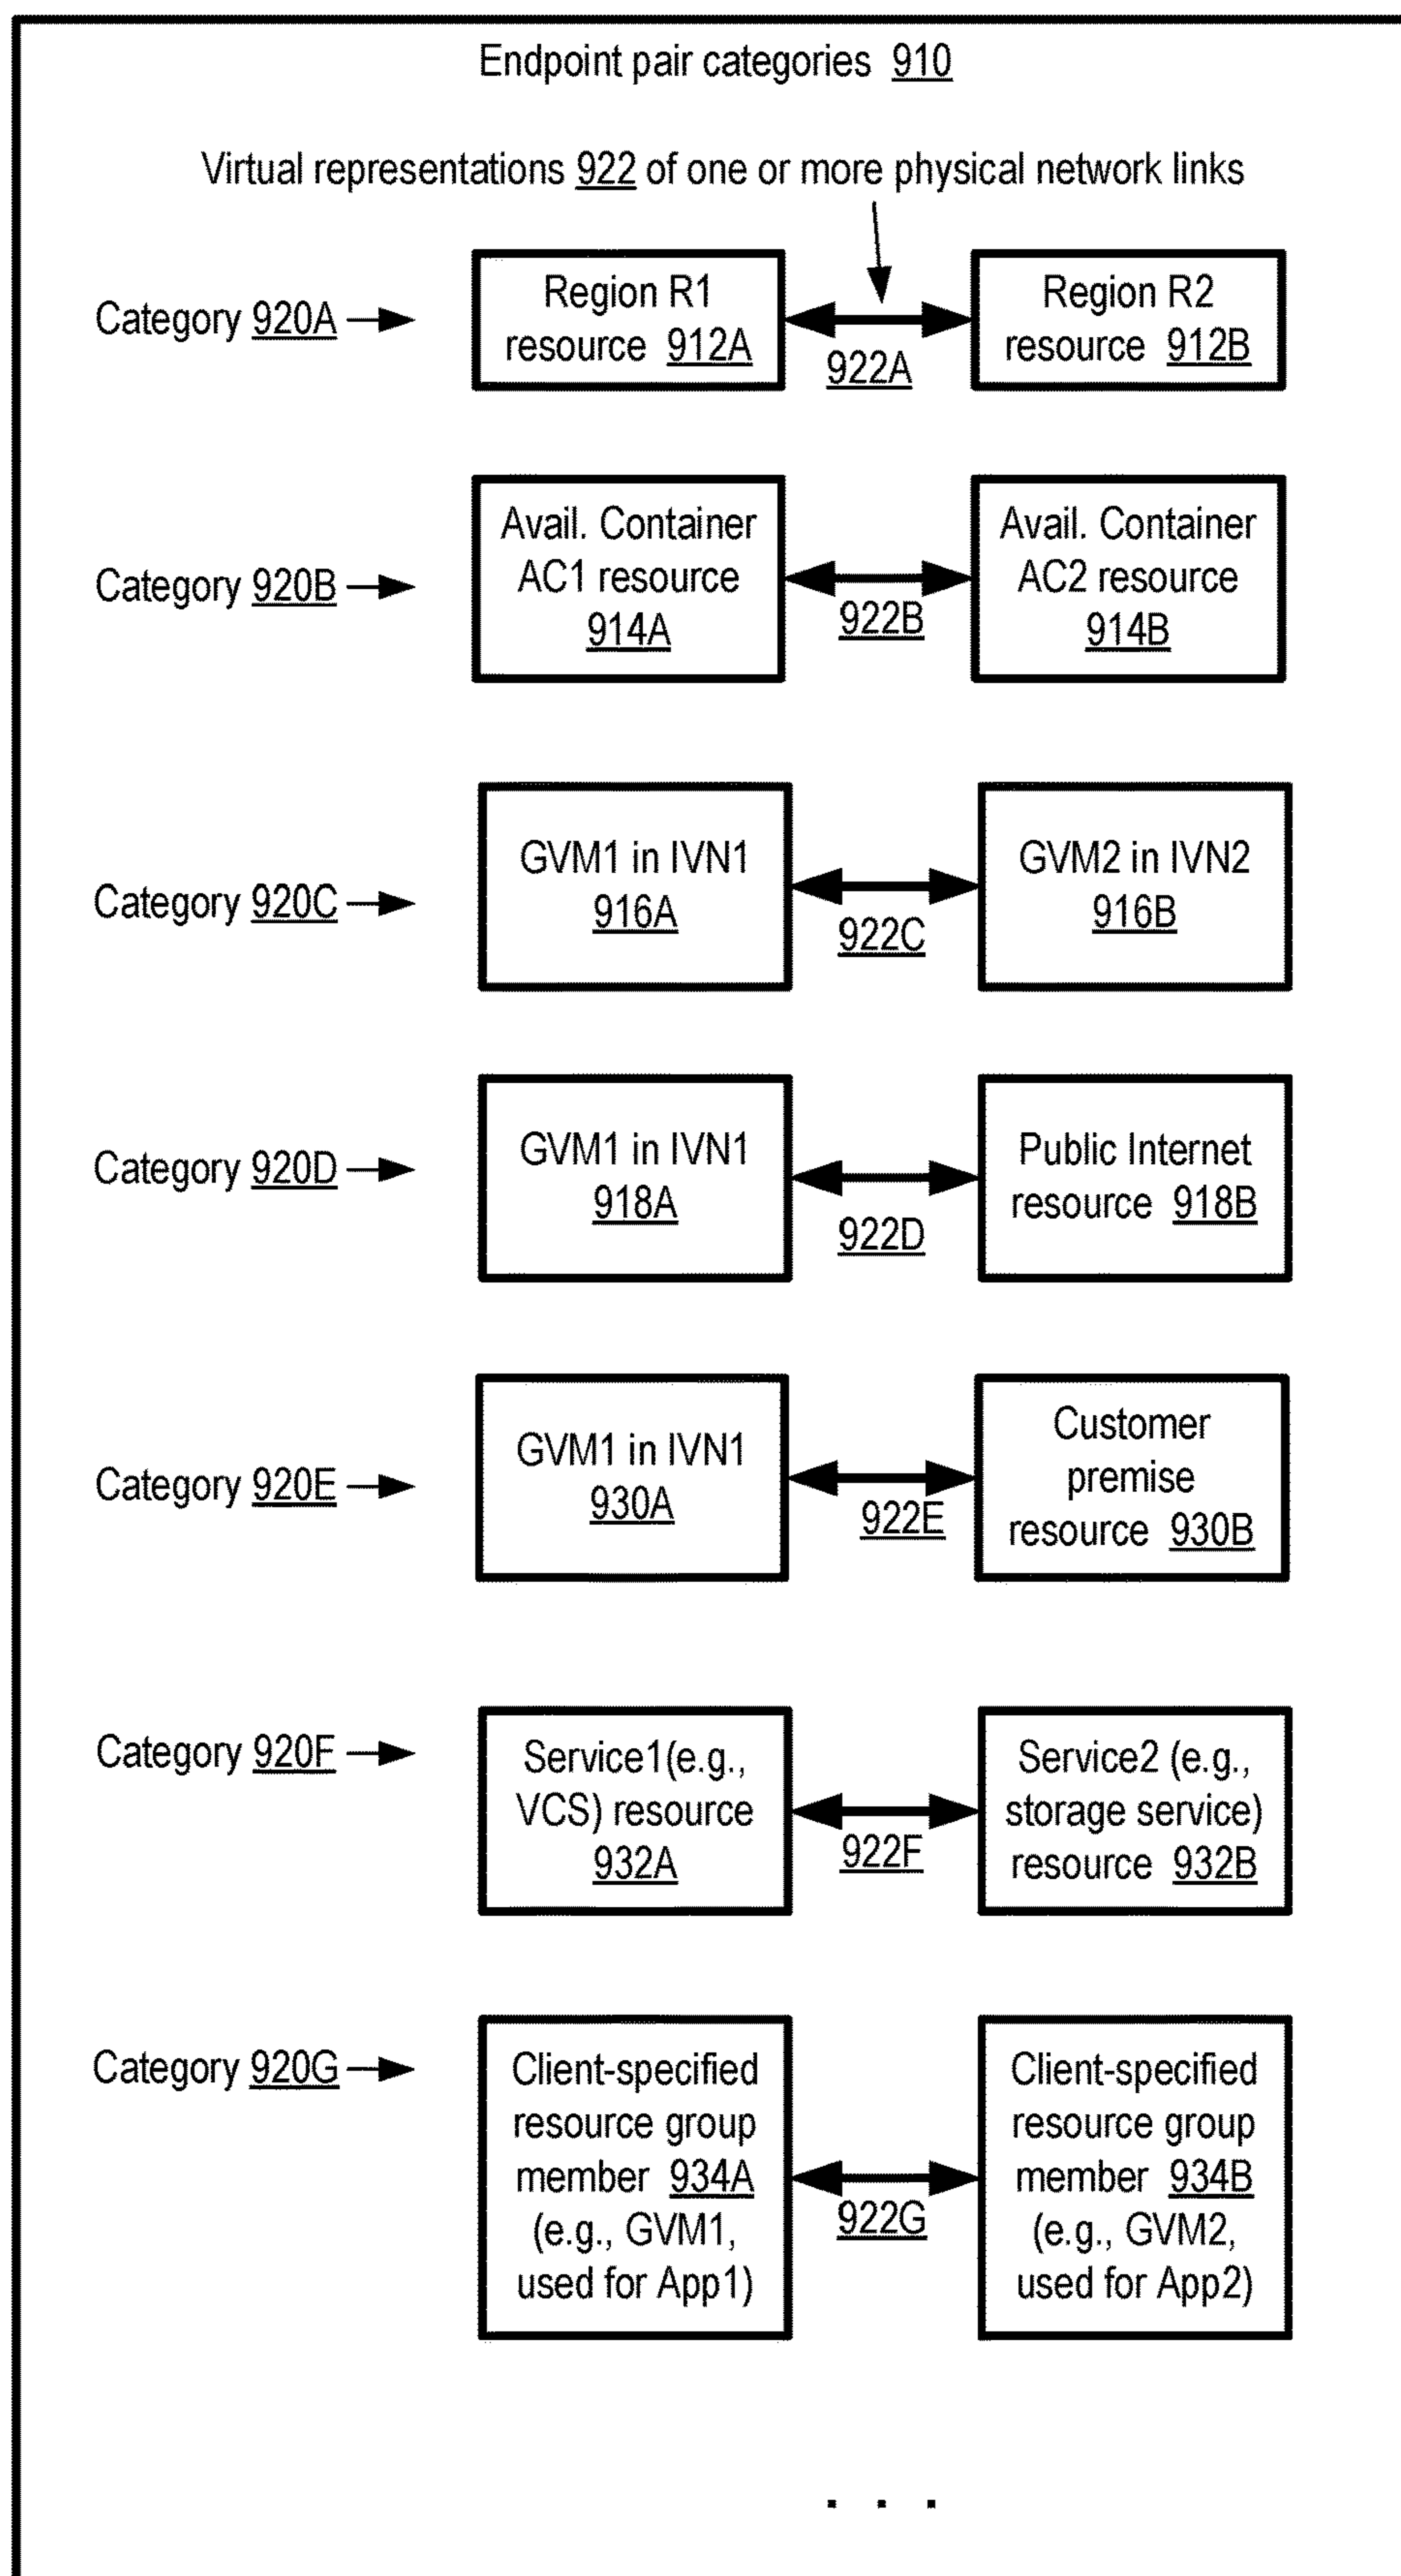 Endpoint pair categories 910
Virtual representations 922 of one or more physical network links
Category 920A
Region R1
resource 912A
922A
Region R2
resource 912B
Category 920B
Avail. Container
AC1 resource
914A
922B
Avail. Container
AC2 resource
914B
Category 920C
GVM1 in IVN1
916A
922C
GVM2 in IVN2
916B
Category 920D
GVM1 in IVN1
918A
922D
Public Internet
resource 918B
Category 920E
GVM1 in IVN1
930A
922E
Customer
premise
resource 930B
Category 920F
Service1(e.g.,
VCS) resource
932A
922F
Service2 (e.g.,
storage service)
resource 932B
Category 920G
Client-specified
resource group
member 934A
(e.g., GVM1,
used for App1)
922G
Client-specified
resource group
member 934B
(e.g., GVM2,
used for App2)
. . .